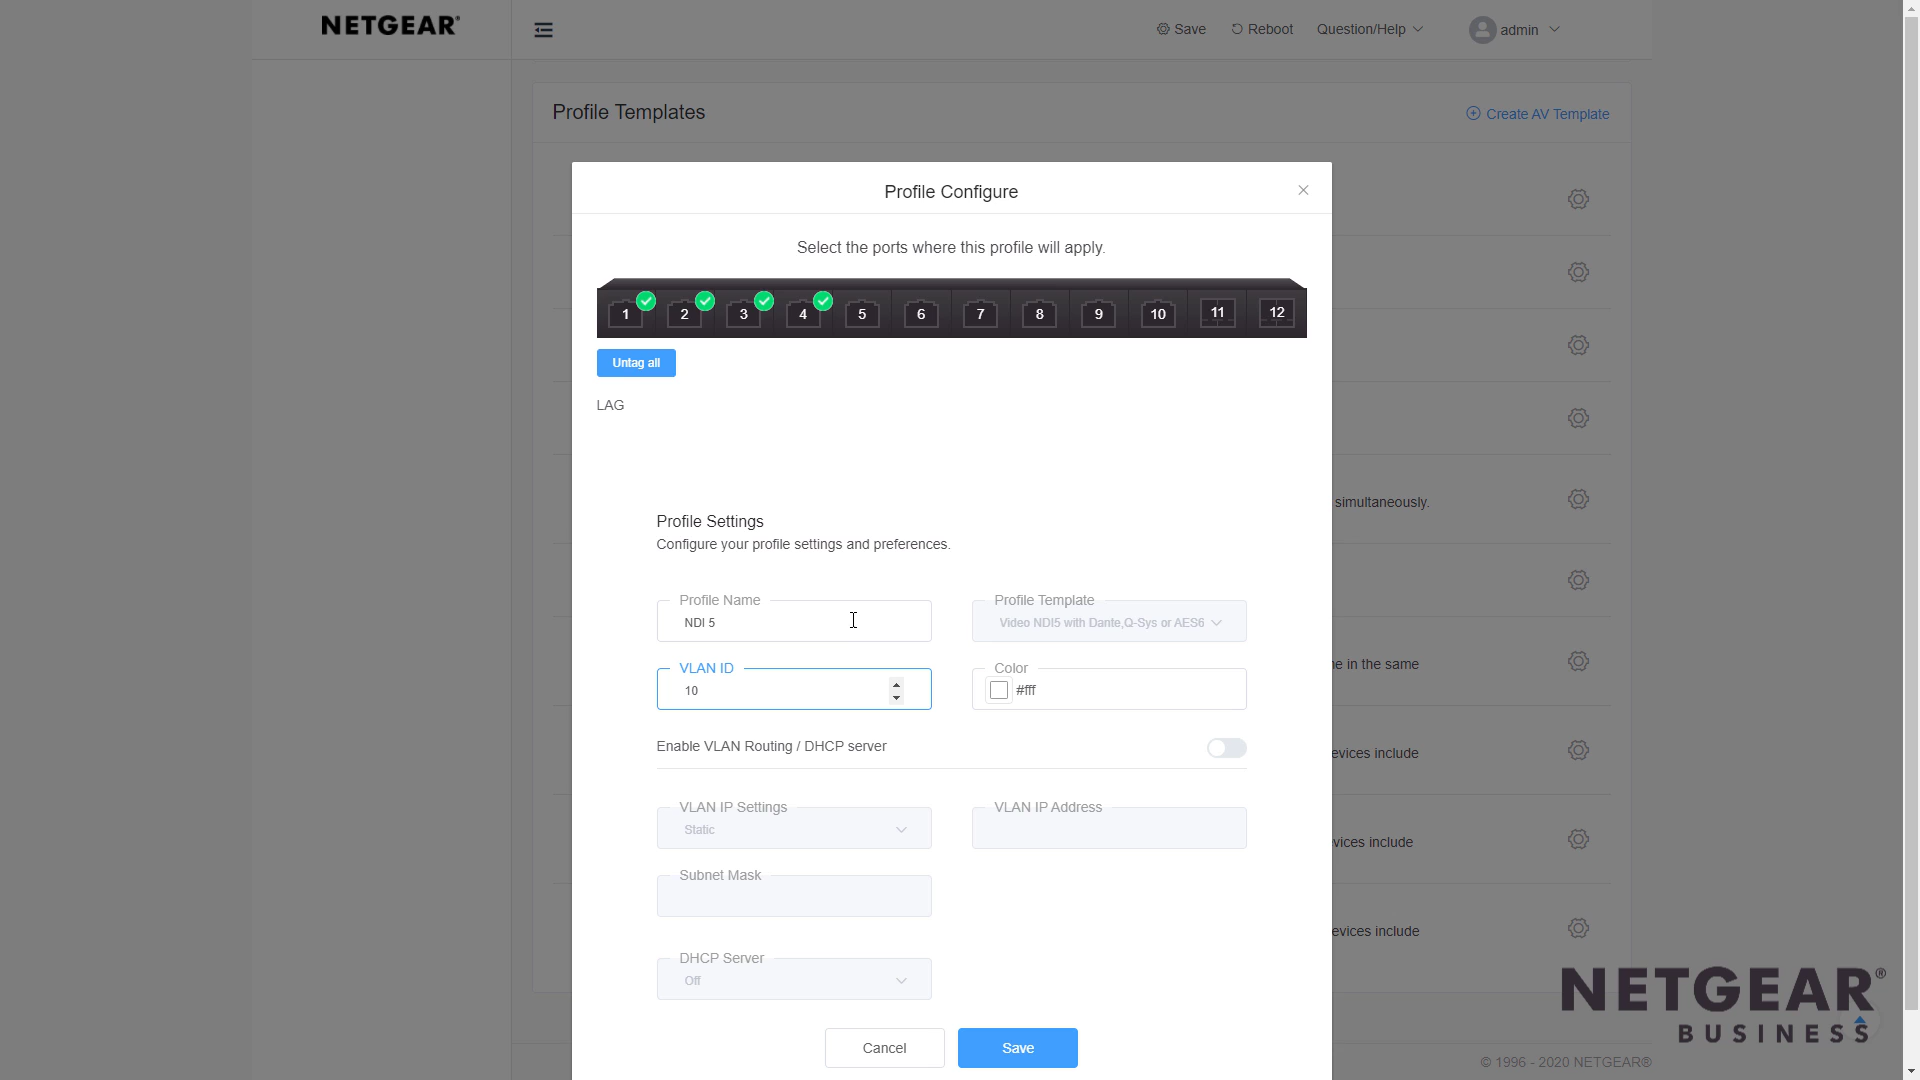 NETGEAR®
Save
Reboot
Question/Help
admin
Profile Templates
Create AV Template
Profile Configure
Select the ports where this profile will apply.
1 2 3 4 5 6 7 8 9 10 11 12
Untag all
LAG
simultaneously.
Profile Settings
Configure your profile settings and preferences.
Profile Name
NDI 5
Profile Template
Video NDI5 with Dante,Q-Sys or AES6
VLAN ID
10
Color
#fff
ne in the same
Enable VLAN Routing / DHCP server
evices include
VLAN IP Settings
Static
VLAN IP Address
vices include
Subnet Mask
evices include
DHCP Server
Off
Cancel
Save
NETGEAR®
BUSINESS
© 1996 - 2020 NETGEAR®